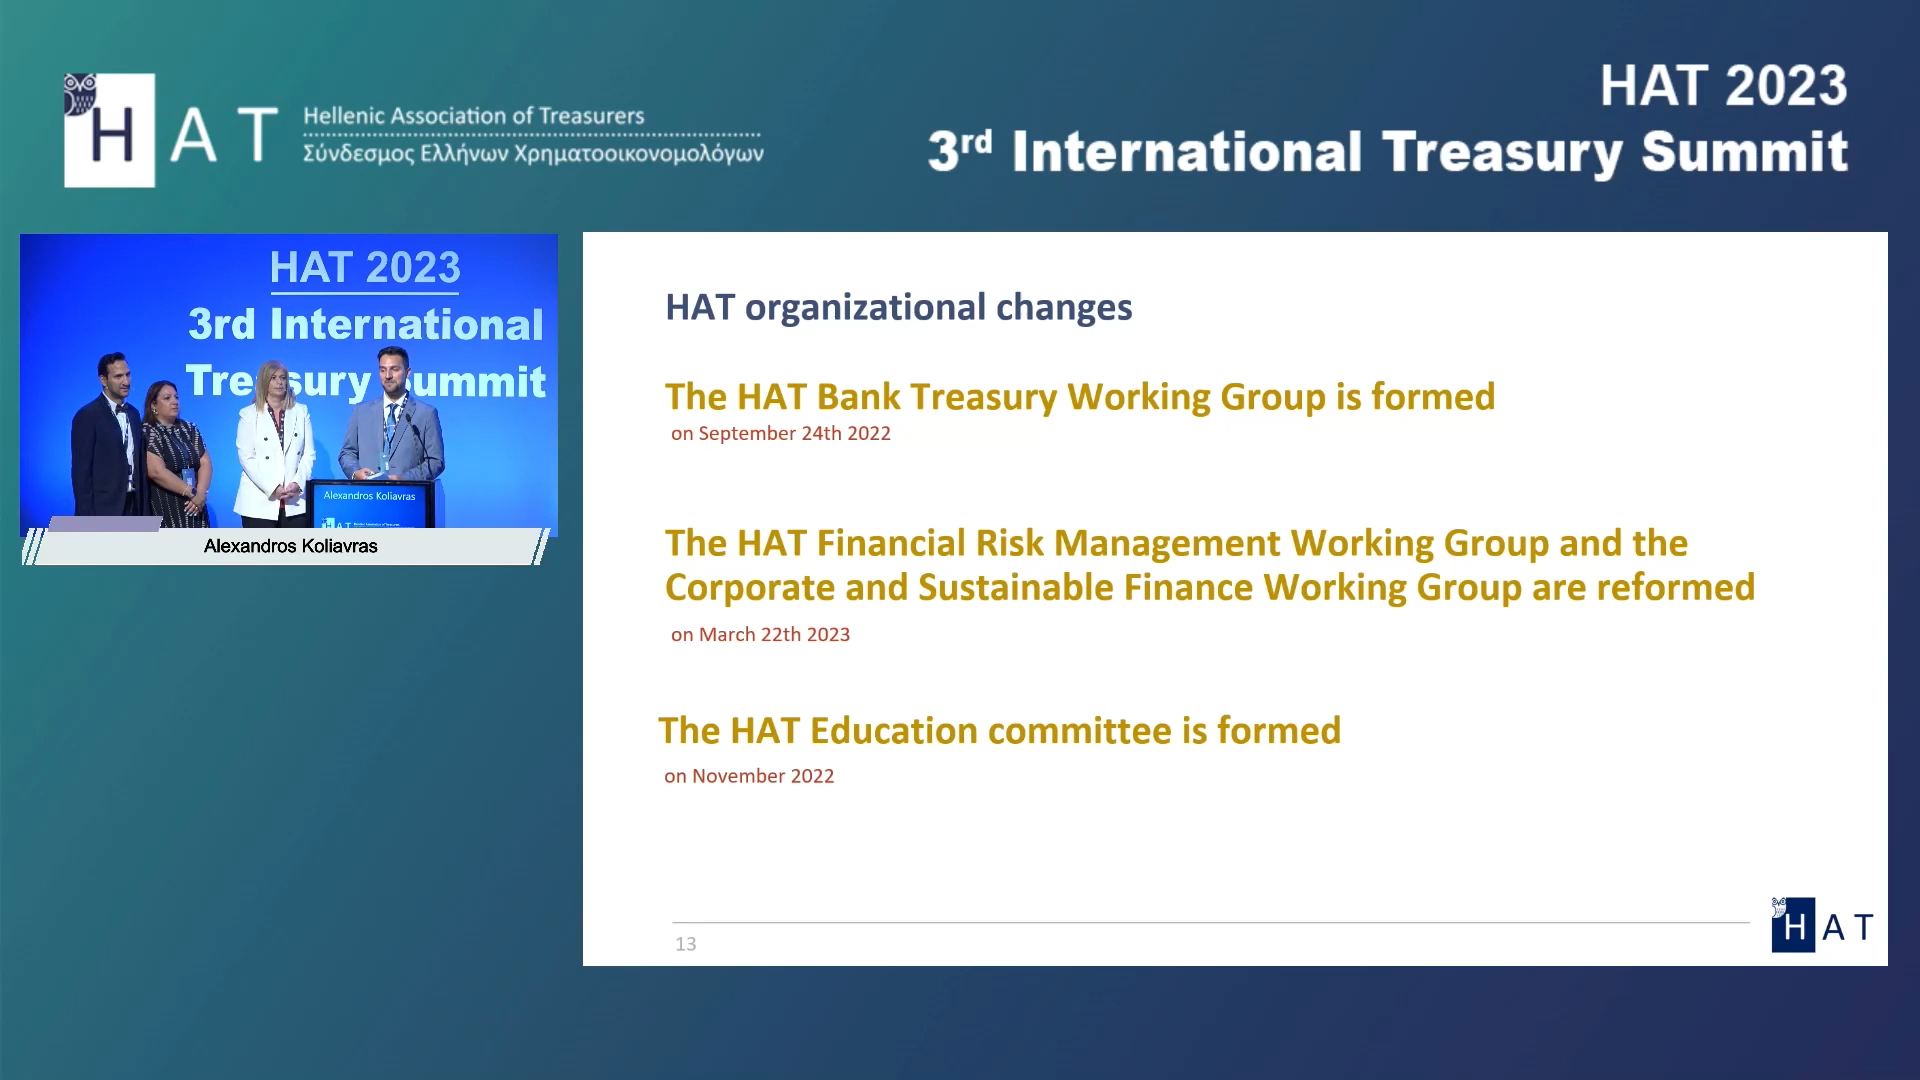 HAT
Hellenic Association of Treasurers
Σύνδεσμος Ελλήνων Χρηματοοικονομολόγων
HAT 2023
3rd International Treasury Summit
HAT 2023
3rd International
Treasury Summit
Alexandros Koliavras
HAT
Alexandros Koliavras
HAT organizational changes
The HAT Bank Treasury Working Group is formed
on September 24th 2022
The HAT Financial Risk Management Working Group and the
Corporate and Sustainable Finance Working Group are reformed
on March 22th 2023
The HAT Education committee is formed
on November 2022
13
HAT